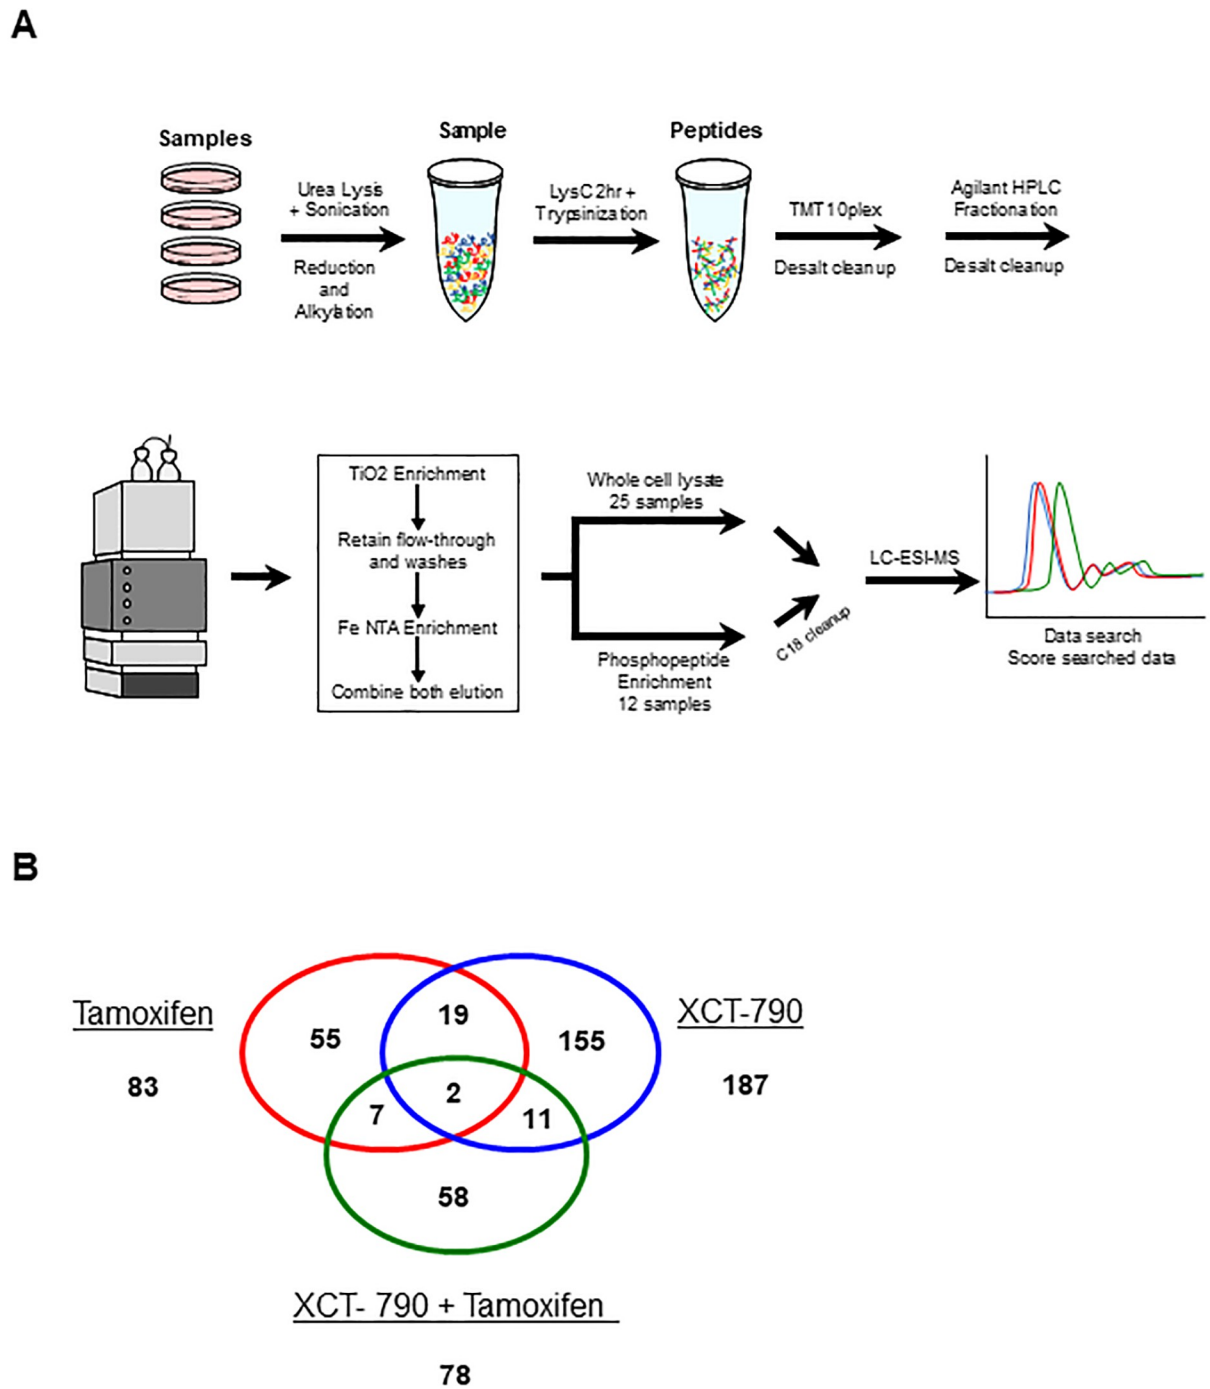 A
Samples
Sample
Peptides
Urea Lysis
+ Sonication
Reduction
and
Alkylation
LysC 2hr +
Trypsinization
TMT10plex
Desalt cleanup
Agilant HPLC
Fractionation
Desalt cleanup
TiO2 Enrichment
Retain flow-through
and washes
Fe NTA Enrichment
Combine both elution
Whole cell lysate
25 samples
Phosphopeptide
Enrichment
12 samples
C18 cleanup
LC-ESI-MS
Data search
Score searched data
B
Tamoxifen
83
55
19
155
XCT-790
187
7
2
11
58
XCT- 790 + Tamoxifen
78